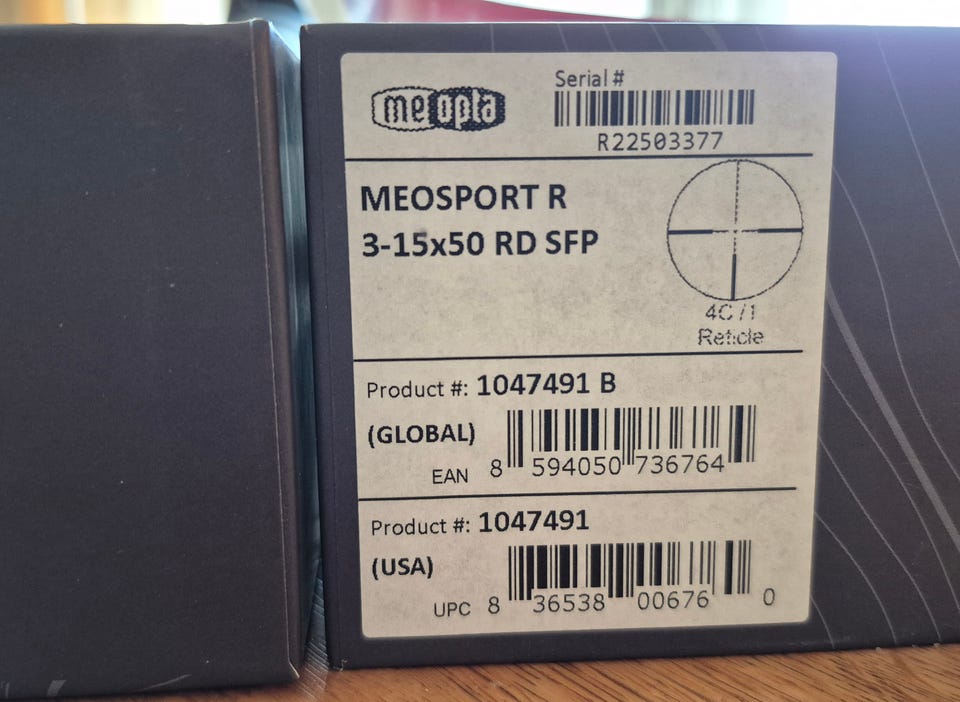 meopta
Serial #
R22503377
MEOSPORT R
3-15x50 RD SFP
4C /1
Reticle
Product #: 1047491 B
(GLOBAL)
EAN 8 594050 736764
Product #: 1047491
(USA)
UPC 8 36538 00676 0